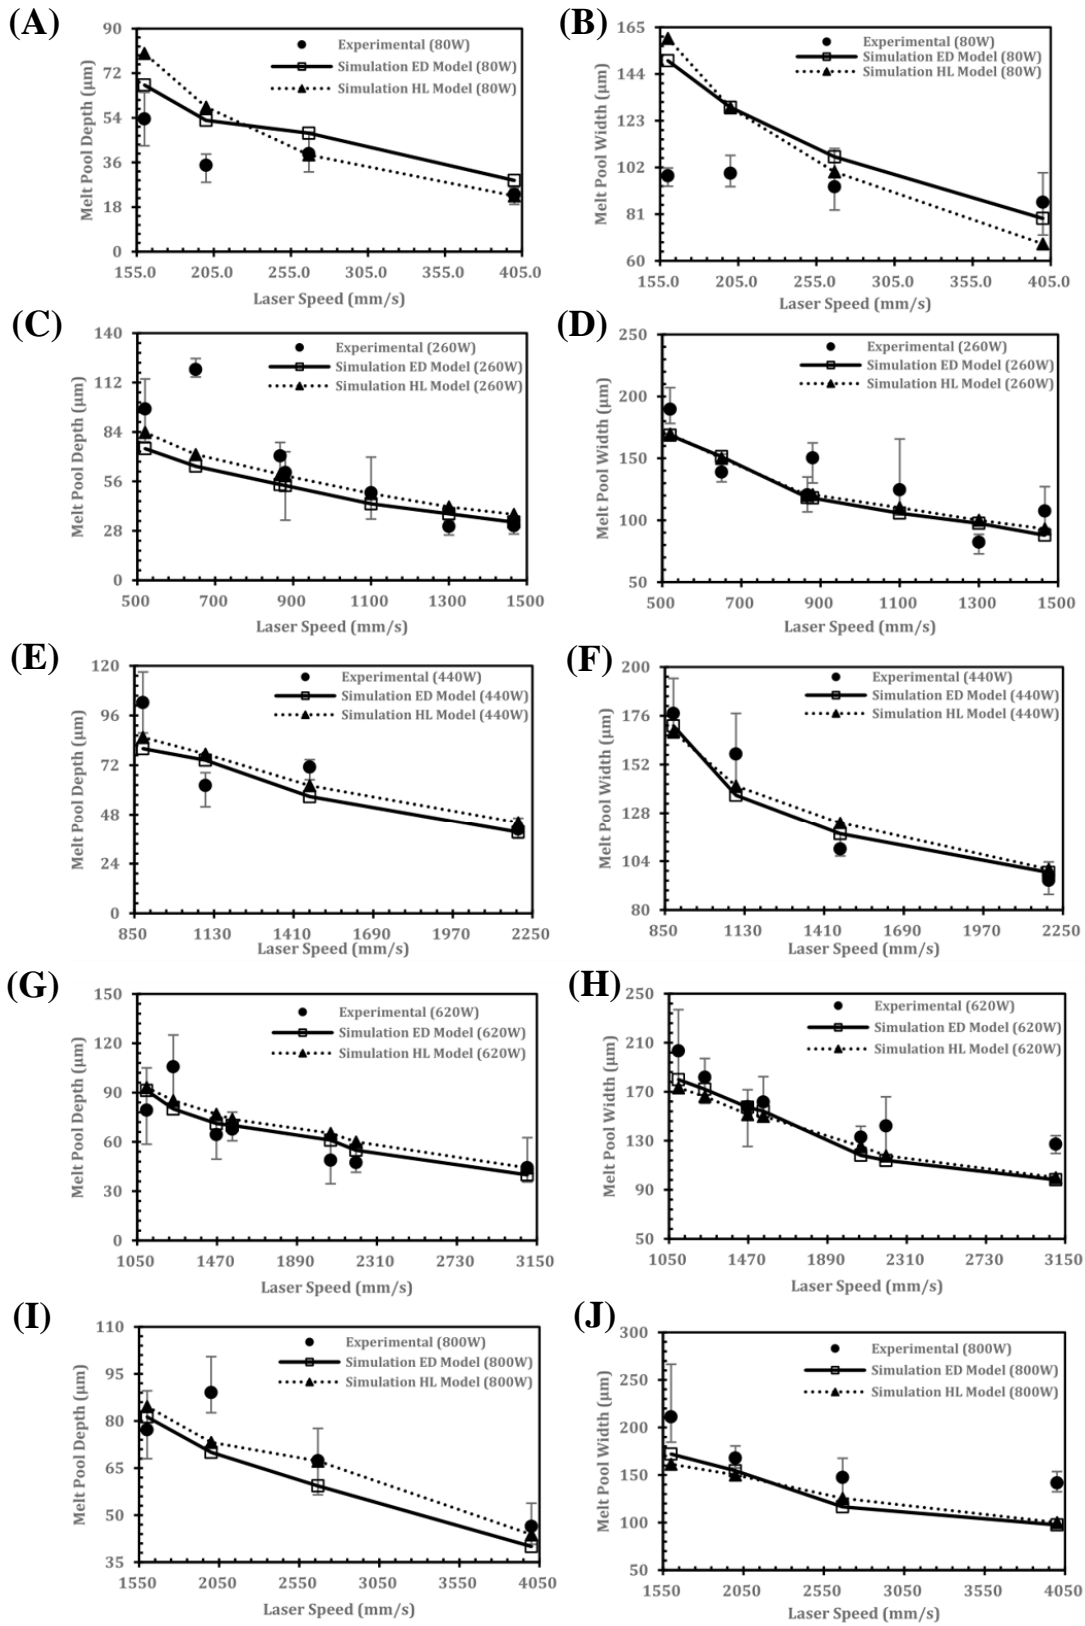 (A)
90
72
54
36
18
0
Melt Pool Depth (µm)
Experimental (80W)
Simulation ED Model (80W)
Simulation HL Model (80W)
155.0 205.0 255.0 305.0 355.0 405.0
Laser Speed (mm/s)
(B)
165
144
123
102
81
60
Melt Pool Width (µm)
Experimental (80W)
Simulation ED Model (80W)
Simulation HL Model (80W)
155.0 205.0 255.0 305.0 355.0 405.0
Laser Speed (mm/s)
(C)
140
112
84
56
28
0
Melt Pool Depth (µm)
Experimental (260W)
Simulation ED Model (260W)
Simulation HL Model (260W)
500 700 900 1100 1300 1500
Laser Speed (mm/s)
(D)
250
200
150
100
50
Melt Pool Width (µm)
Experimental (260W)
Simulation ED Model (260W)
Simulation HL Model (260W)
500 700 900 1100 1300 1500
Laser Speed (mm/s)
(E)
120
96
72
48
24
0
Melt Pool Depth (µm)
Experimental (440W)
Simulation ED Model (440W)
Simulation HL Model (440W)
850 1130 1410 1690 1970 2250
Laser Speed (mm/s)
(F)
200
176
152
128
104
80
Melt Pool Width (µm)
Experimental (440W)
Simulation ED Model (440W)
Simulation HL Model (440W)
850 1130 1410 1690 1970 2250
Laser Speed (mm/s)
(G)
150
120
90
60
30
0
Melt Pool Depth (µm)
Experimental (620W)
Simulation ED Model (620W)
Simulation HL Model (620W)
1050 1470 1890 2310 2730 3150
Laser Speed (mm/s)
(H)
250
210
170
130
90
50
Melt Pool Width (µm)
Experimental (620W)
Simulation ED Model (620W)
Simulation HL Model (620W)
1050 1470 1890 2310 2730 3150
Laser Speed (mm/s)
(I)
110
95
80
65
50
35
Melt Pool Depth (µm)
Experimental (800W)
Simulation ED Model (800W)
Simulation HL Model (800W)
1550 2050 2550 3050 3550 4050
Laser Speed (mm/s)
(J)
300
250
200
150
100
50
Melt Pool Width (µm)
Experimental (800W)
Simulation ED Model (800W)
Simulation HL Model (800W)
1550 2050 2550 3050 3550 4050
Laser Speed (mm/s)